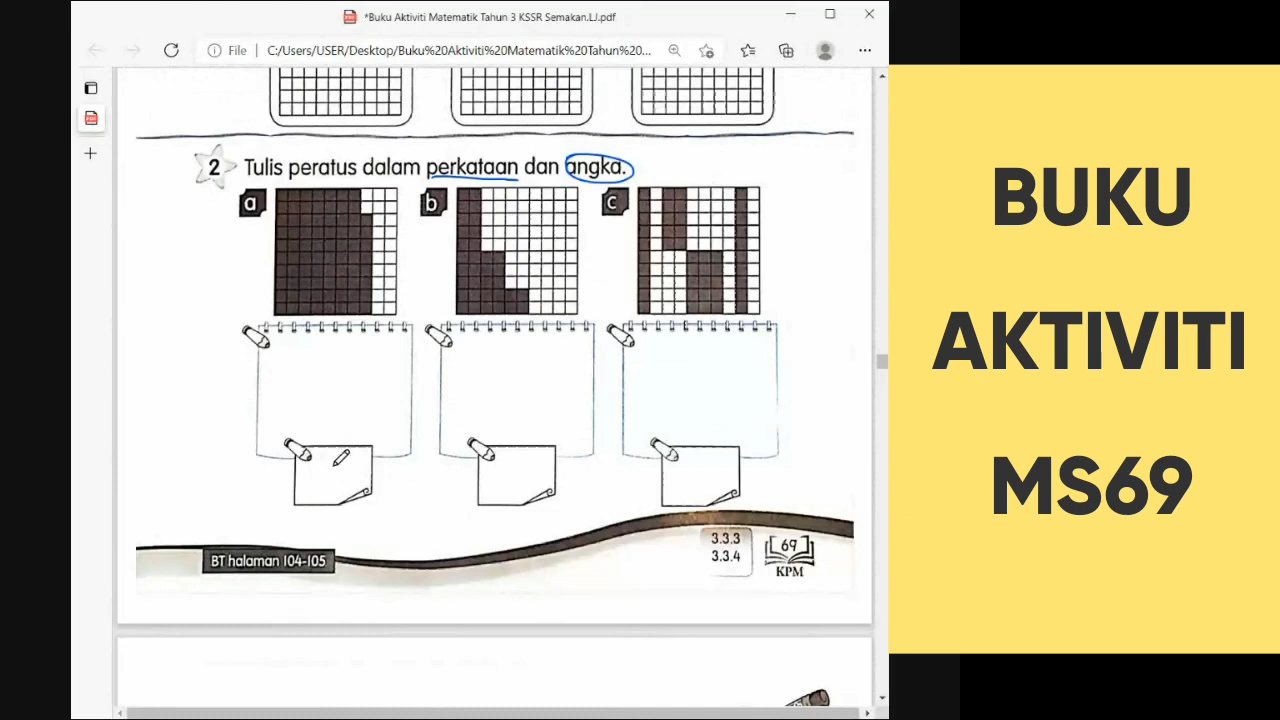 *Buku Aktiviti Matematik Tahun 3 KSSR Semakan.LJ.pdf
File | C:/Users/USER/Desktop/Buku%20Aktiviti%20Matematik%20Tahun%20...
2 Tulis peratus dalam perkataan dan angka.
a b c
BT halaman 104-105
3.3.3
3.3.4
69
KPM
BUKU
AKTIVITI
MS69